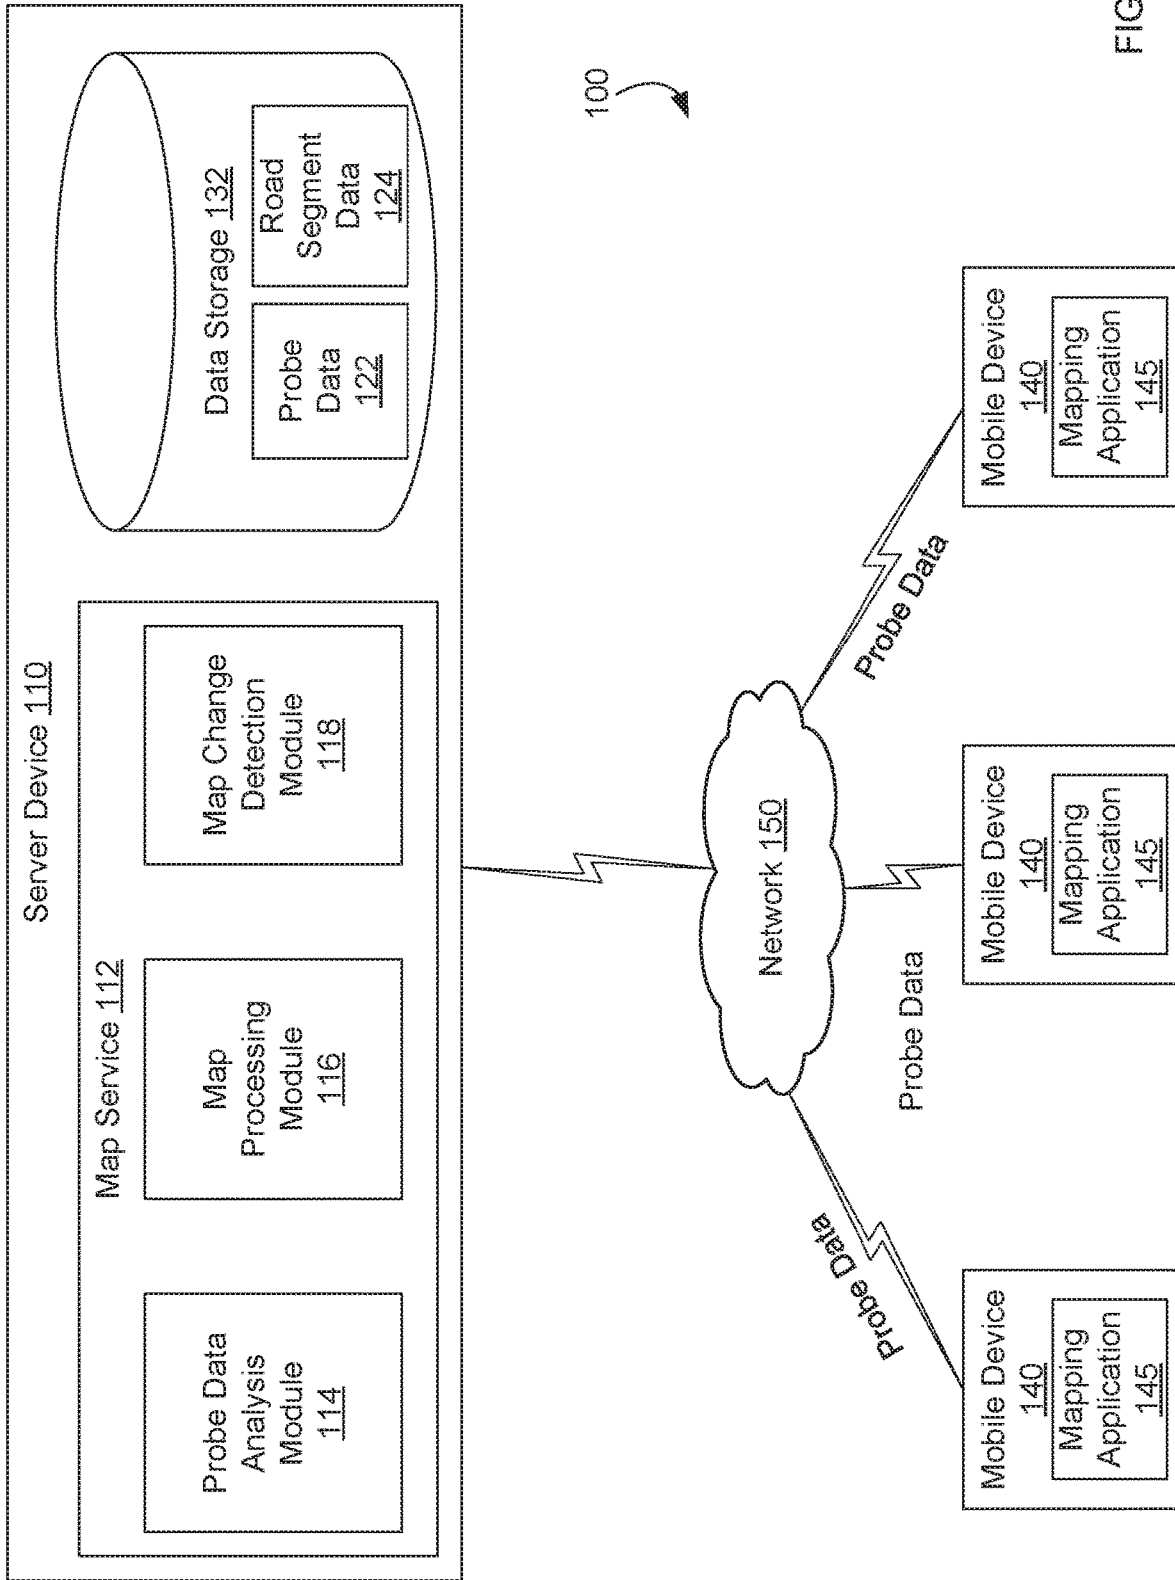 Server Device 110
Map Service 112
Probe Data
Analysis
Module
114
Map
Processing
Module
116
Map Change
Detection
Module
118
Data Storage 132
Probe
Data
122
Road
Segment
Data
124
100
Network 150
Probe Data
Probe Data
Probe Data
Mobile Device
140
Mapping
Application
145
Mobile Device
140
Mapping
Application
145
Mobile Device
140
Mapping
Application
145
FIG